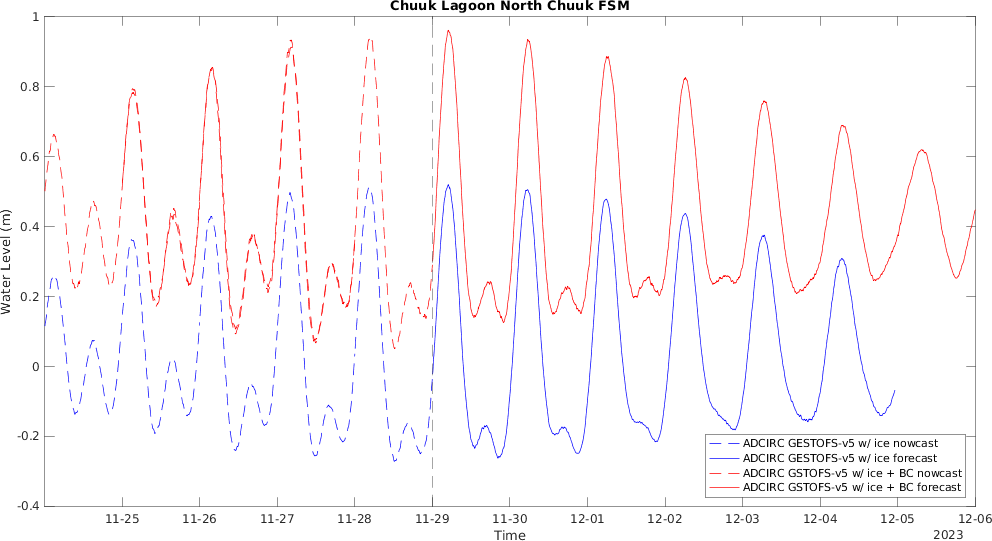 Chuuk Lagoon North Chuuk FSM
1
0.8
0.6
0.4
0.2
0
-0.2
-0.4
Water Level (m)
11-25 11-26 11-27 11-28 11-29 11-30 12-01 12-02 12-03 12-04 12-05 12-06
Time
2023
ADCIRC GESTOFS-v5 w/ ice nowcast
ADCIRC GESTOFS-v5 w/ ice forecast
ADCIRC GSTOFS-v5 w/ ice + BC nowcast
ADCIRC GSTOFS-v5 w/ ice + BC forecast